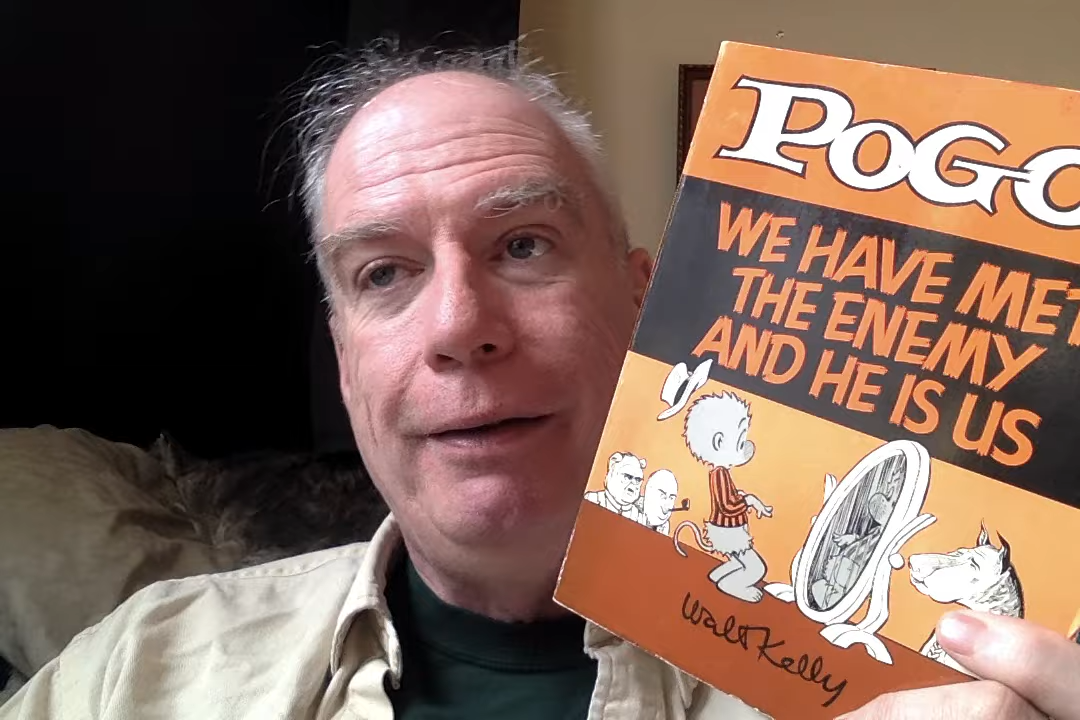 POGO
WE HAVE MET
THE ENEMY
AND HE IS US
Walt Kelly